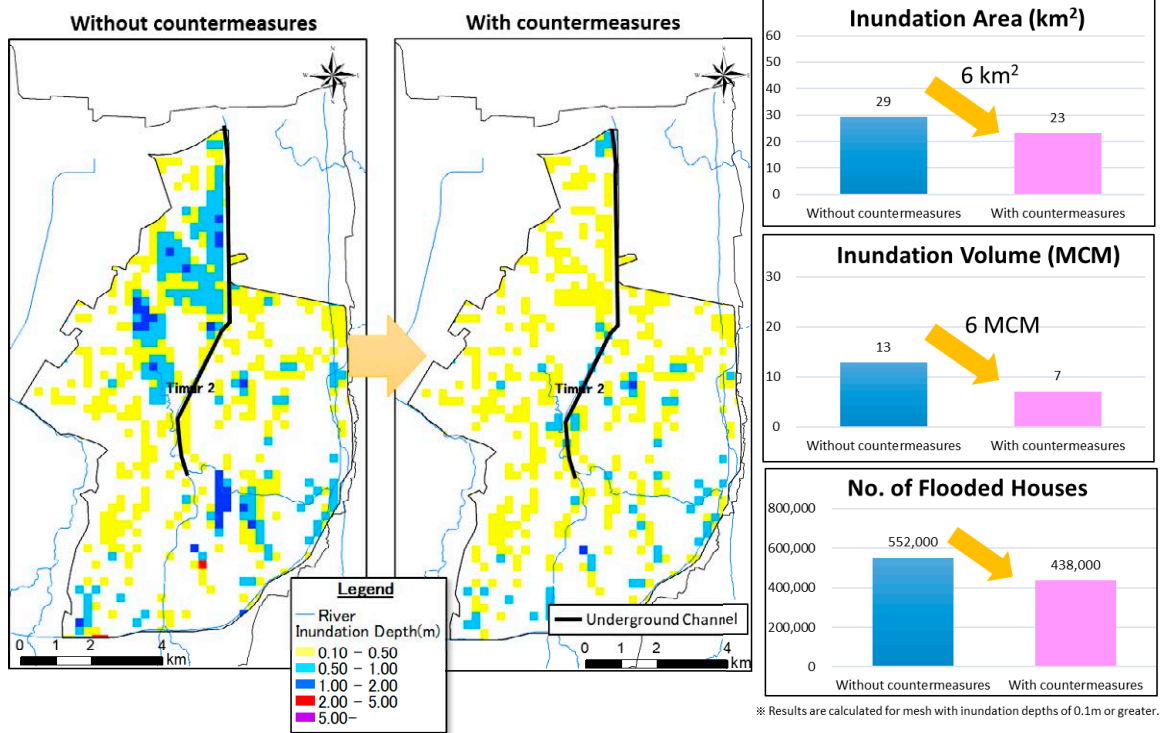 Without countermeasures
N
W
E
S
Timur 2
0 1 2 4
km
Legend
River
Inundation Depth(m)
0.10 – 0.50
0.50 – 1.00
1.00 – 2.00
2.00 – 5.00
5.00–
With countermeasures
N
W
E
S
Timur 2
Underground Channel
0 1 2 4
km
Inundation Area (km²)
60
50
40
30
20
10
0
29
6 km²
23
Without countermeasures With countermeasures
Inundation Volume (MCM)
30
20
10
0
13
6 MCM
7
Without countermeasures With countermeasures
No. of Flooded Houses
800,000
600,000
400,000
200,000
0
552,000
438,000
Without countermeasures With countermeasures
※ Results are calculated for mesh with inundation depths of 0.1m or greater.